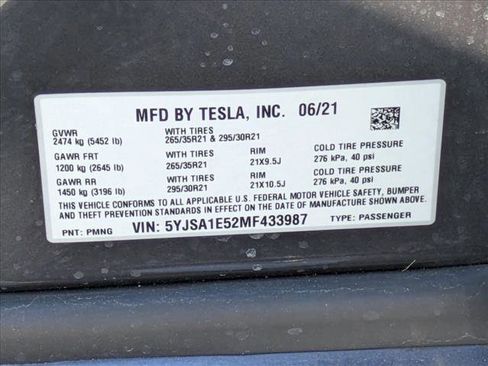 MFD BY TESLA, INC. 06/21
GVWR WITH TIRES
2474 kg (5452 lb) 265/35R21 & 295/30R21
GAWR FRT WITH TIRES RIM COLD TIRE PRESSURE
1200 kg (2645 lb) 265/35R21 21X9.5J 276 kPa, 40 psi
GAWR RR WITH TIRES RIM COLD TIRE PRESSURE
1450 kg (3196 lb) 295/30R21 21X10.5J 276 kPa, 40 psi
THIS VEHICLE CONFORMS TO ALL APPLICABLE U.S. FEDERAL MOTOR VEHICLE SAFETY, BUMPER
AND THEFT PREVENTION STANDARDS IN EFFECT ON THE DATE OF MANUFACTURE SHOWN ABOVE.
PNT: PMNG VIN: 5YJSA1E52MF433987 TYPE: PASSENGER